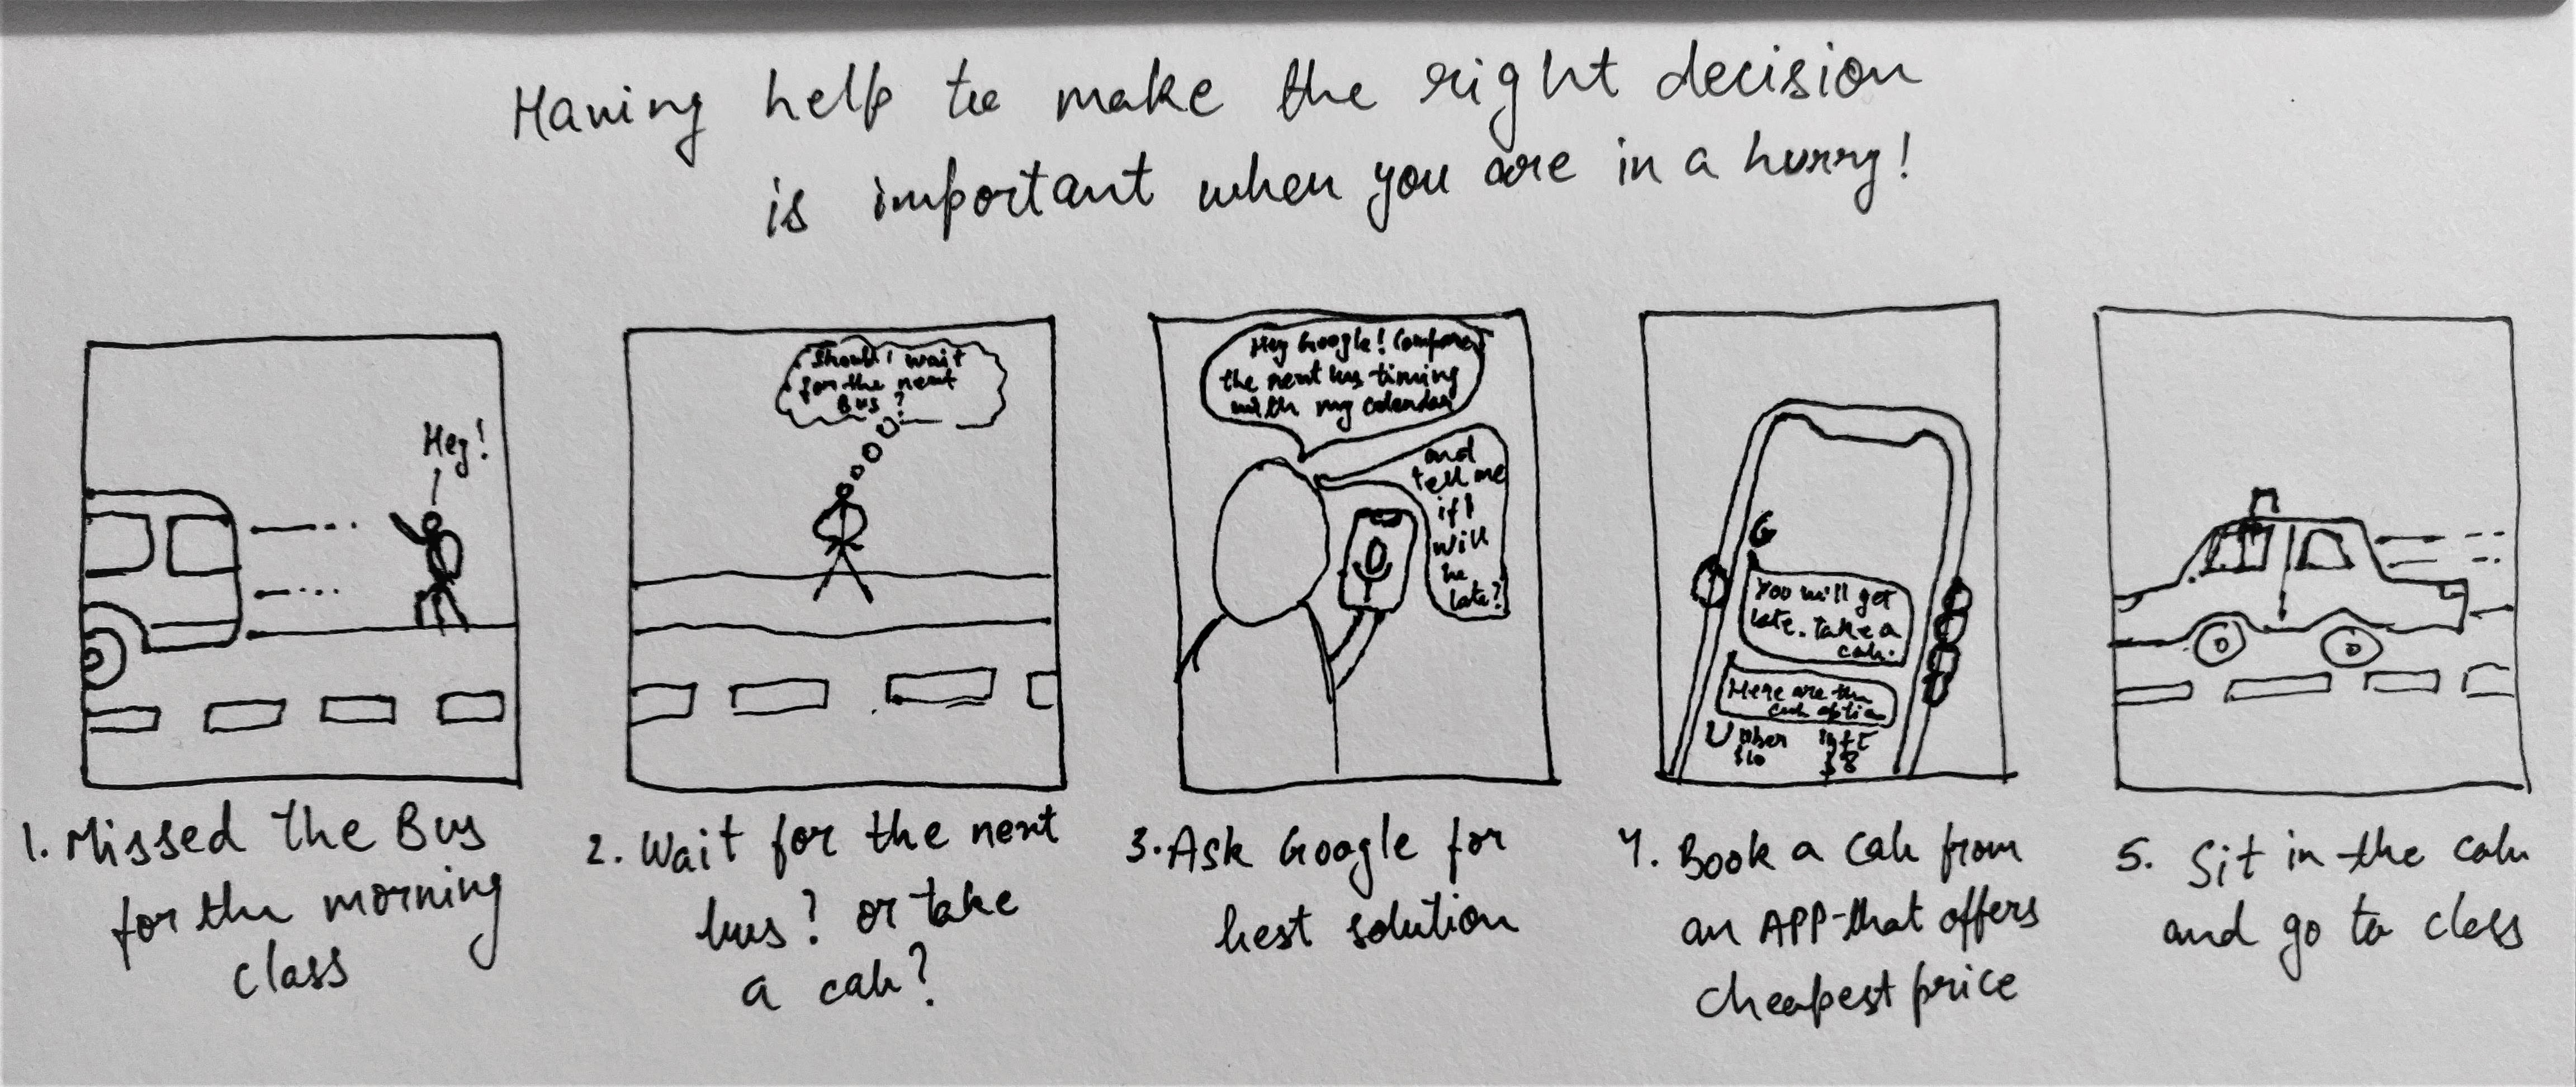 Having help to make the right decision
is important when you are in a hurry!
Hey!
1. Missed the Bus
for the morning
class
Should I wait
for the next
Bus?
2. Wait for the next
bus? or take
a cab?
Hey Google! Compare
the next bus timing
with my calendar
and
tell me
if I
will
be
late?
3. Ask Google for
best solution
G
You will get
late. take a
cab.
Here are the
cab option
$10 $8
4. Book a cab from
an APP that offers
cheapest price
5. Sit in the cab
and go to class